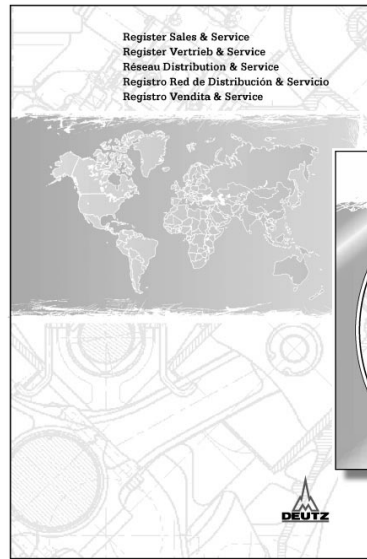 Register Sales & Service
Register Vertrieb & Service
Réseau Distribution & Service
Registro Red de Distribución & Servicio
Registro Vendita & Service
DEUTZ